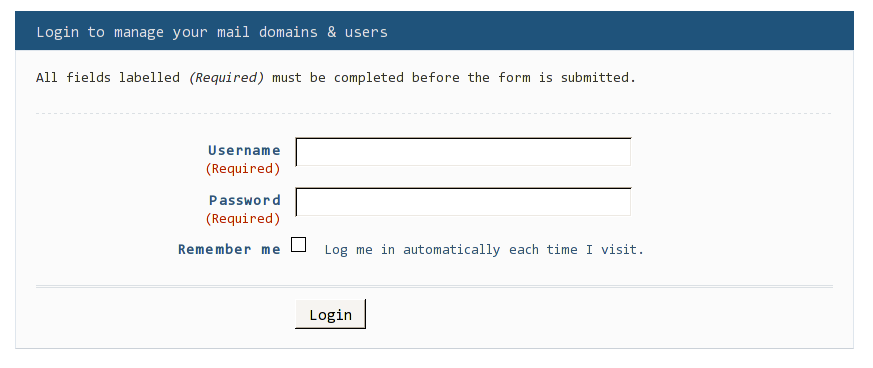 Login to manage your mail domains & users
All fields labelled (Required) must be completed before the form is submitted.
Username
(Required)
Password
(Required)
Remember me Log me in automatically each time I visit.
Login